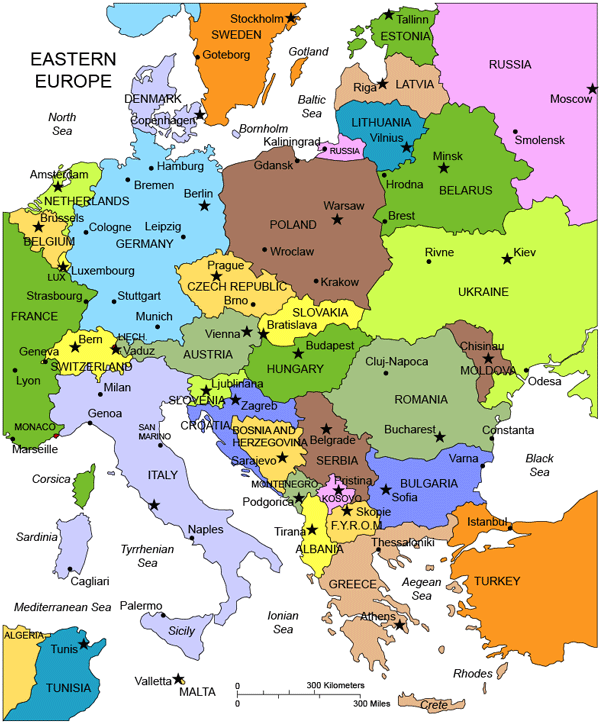 Stockholm
SWEDEN
Tallinn
ESTONIA
EASTERN
EUROPE
Goteborg
Gotland
RUSSIA
Riga
LATVIA
Moscow
DENMARK
Copenhagen
Baltic
Sea
North
Sea
LITHUANIA
Vilnius
Bornholm
Kaliningrad
RUSSIA
Smolensk
Gdansk
Minsk
BELARUS
Hrodna
Hamburg
Bremen
Amsterdam
NETHERLANDS
Berlin
Warsaw
POLAND
Brest
Brussels
BELGIUM
Cologne
Leipzig
GERMANY
Wroclaw
Rivne
Kiev
LUX
Luxembourg
Prague
CZECH REPUBLIC
Krakow
UKRAINE
Strasbourg
Stuttgart
Brno
FRANCE
Munich
SLOVAKIA
Bratislava
Vienna
Bern
LIECH
Vaduz
AUSTRIA
Budapest
HUNGARY
Chisinau
MOLDOVA
Geneva
SWITZERLAND
Cluj-Napoca
Odesa
Lyon
Milan
Ljublinana
SLOVENIA
Zagreb
ROMANIA
Genoa
CROATIA
MONACO
SAN
MARINO
BOSNIA AND
HERZEGOVINA
Belgrade
Bucharest
Constanta
Marseille
Sarajevo
SERBIA
Varna
Black
Sea
Corsica
ITALY
MONTENEGRO
Pristina
KOSOVO
BULGARIA
Sofia
Podgorica
Skopie
F.Y.R.O.M.
Istanbul
Sardinia
Naples
Tirana
ALBANIA
Thessaloniki
Tyrrhenian
Sea
Cagliari
GREECE
Aegean
Sea
TURKEY
Mediterranean Sea
Palermo
Sicily
Ionian
Sea
Athens
ALGERIA
Tunis
TUNISIA
Valletta
MALTA
Rhodes
Crete
0
300 Kilometers
0
300 Miles